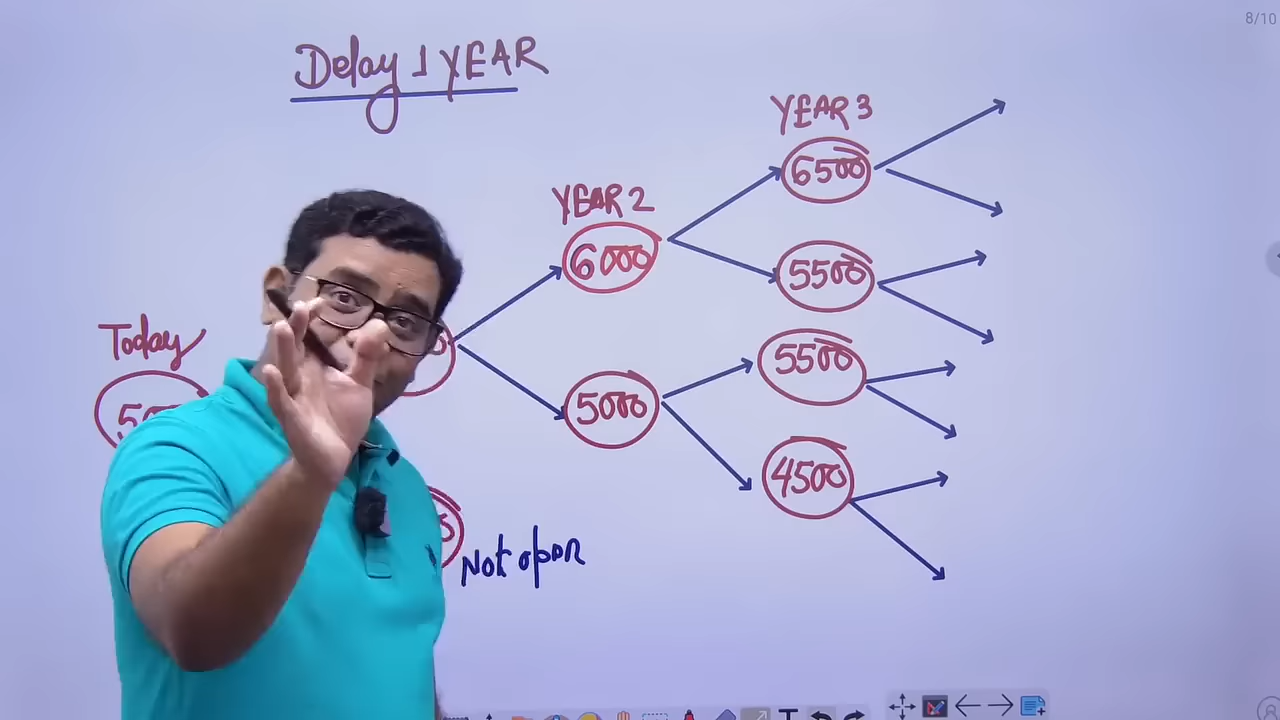 8/10
Delay 1 YEAR
YEAR 3
6500
YEAR 2
6000
5500
Today
5500
5000
4500
Not open
T